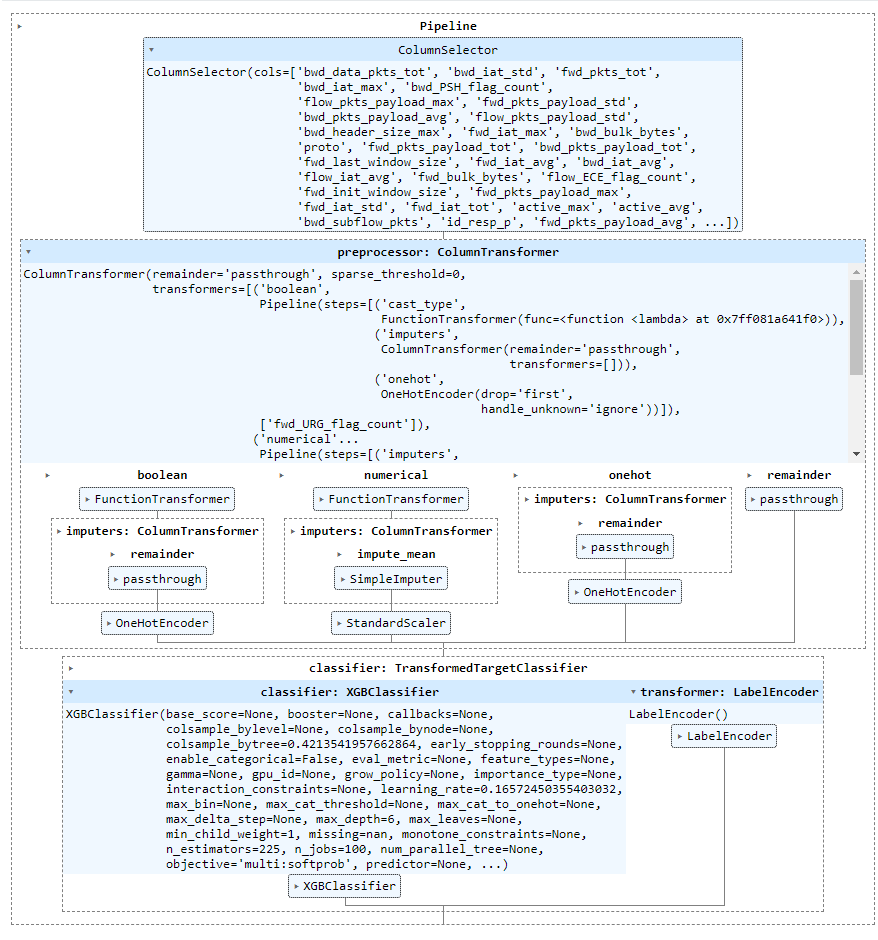 Pipeline
ColumnSelector
ColumnSelector(cols=['bwd_data_pkts_tot', 'bwd_iat_std', 'fwd_pkts_tot',
'bwd_iat_max', 'bwd_PSH_flag_count',
'flow_pkts_payload_max', 'fwd_pkts_payload_std',
'bwd_pkts_payload_avg', 'flow_pkts_payload_std',
'bwd_header_size_max', 'fwd_iat_max', 'bwd_bulk_bytes',
'proto', 'fwd_pkts_payload_tot', 'bwd_pkts_payload_tot',
'fwd_last_window_size', 'fwd_iat_avg', 'bwd_iat_avg',
'flow_iat_avg', 'fwd_bulk_bytes', 'flow_ECE_flag_count',
'fwd_init_window_size', 'fwd_pkts_payload_max',
'fwd_iat_std', 'fwd_iat_tot', 'active_max', 'active_avg',
'bwd_subflow_pkts', 'id_resp_p', 'fwd_pkts_payload_avg', ...])
preprocessor: ColumnTransformer
ColumnTransformer(remainder='passthrough', sparse_threshold=0,
transformers=[('boolean',
Pipeline(steps=[('cast_type',
FunctionTransformer(func=<function <lambda> at 0x7ff081a641f0>)),
('imputers',
ColumnTransformer(remainder='passthrough',
transformers=[])),
('onehot',
OneHotEncoder(drop='first',
handle_unknown='ignore'))]),
['fwd_URG_flag_count']),
('numerical'...
Pipeline(steps=[('imputers',
boolean numerical onehot remainder
FunctionTransformer FunctionTransformer imputers: ColumnTransformer passthrough
imputers: ColumnTransformer imputers: ColumnTransformer remainder
remainder impute_mean passthrough
passthrough SimpleImputer OneHotEncoder
OneHotEncoder StandardScaler
classifier: TransformedTargetClassifier
classifier: XGBClassifier transformer: LabelEncoder
XGBClassifier(base_score=None, booster=None, callbacks=None, LabelEncoder()
colsample_bylevel=None, colsample_bynode=None, LabelEncoder
colsample_bytree=0.4213541957662864, early_stopping_rounds=None,
enable_categorical=False, eval_metric=None, feature_types=None,
gamma=None, gpu_id=None, grow_policy=None, importance_type=None,
interaction_constraints=None, learning_rate=0.16572450355403032,
max_bin=None, max_cat_threshold=None, max_cat_to_onehot=None,
max_delta_step=None, max_depth=6, max_leaves=None,
min_child_weight=1, missing=nan, monotone_constraints=None,
n_estimators=225, n_jobs=100, num_parallel_tree=None,
objective='multi:softprob', predictor=None, ...)
XGBClassifier